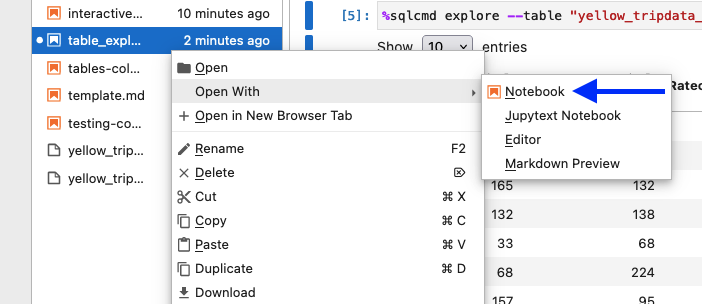 interactive... 10 minutes ago
table_expl... 2 minutes ago
tables-col...
template.md
testing-co...
yellow_trip...
yellow_trip...
Open
Open With
Open in New Browser Tab
Rename F2
Delete
Cut ⌘ X
Copy ⌘ C
Paste ⌘ V
Duplicate ⌘ D
Download
[5]: %sqlcmd explore --table "yellow_tripdata_
Show 10 entries
Notebook
Jupytext Notebook
Editor
Markdown Preview
Rated
165 132
132 138
33 68
68 224
157 95